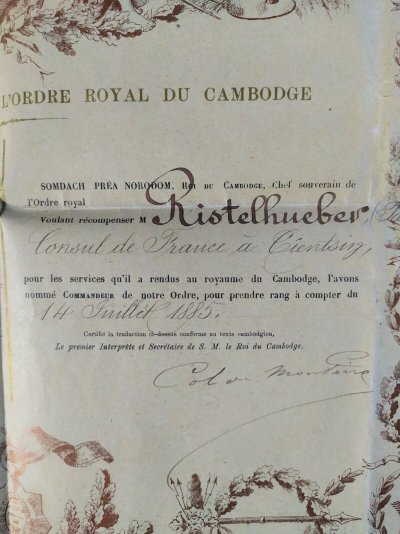 L'ORDRE ROYAL DU CAMBODGE
SOMDACH PRÉA NORODOM, Roi du Cambodge, Chef souverain de
l'Ordre royal
Voulant récompenser M Ristelhueber, (
Consul de France à Tientsin,
pour les services qu'il a rendus au royaume du Cambodge, l'avons
nommé Commandeur de notre Ordre, pour prendre rang à compter du
14 Juillet 1885.
Certifié la traduction ci-dessus conforme au texte cambodgien,
Le premier Interprète et Secrétaire de S. M. le Roi du Cambodge.
Col de Monteiro